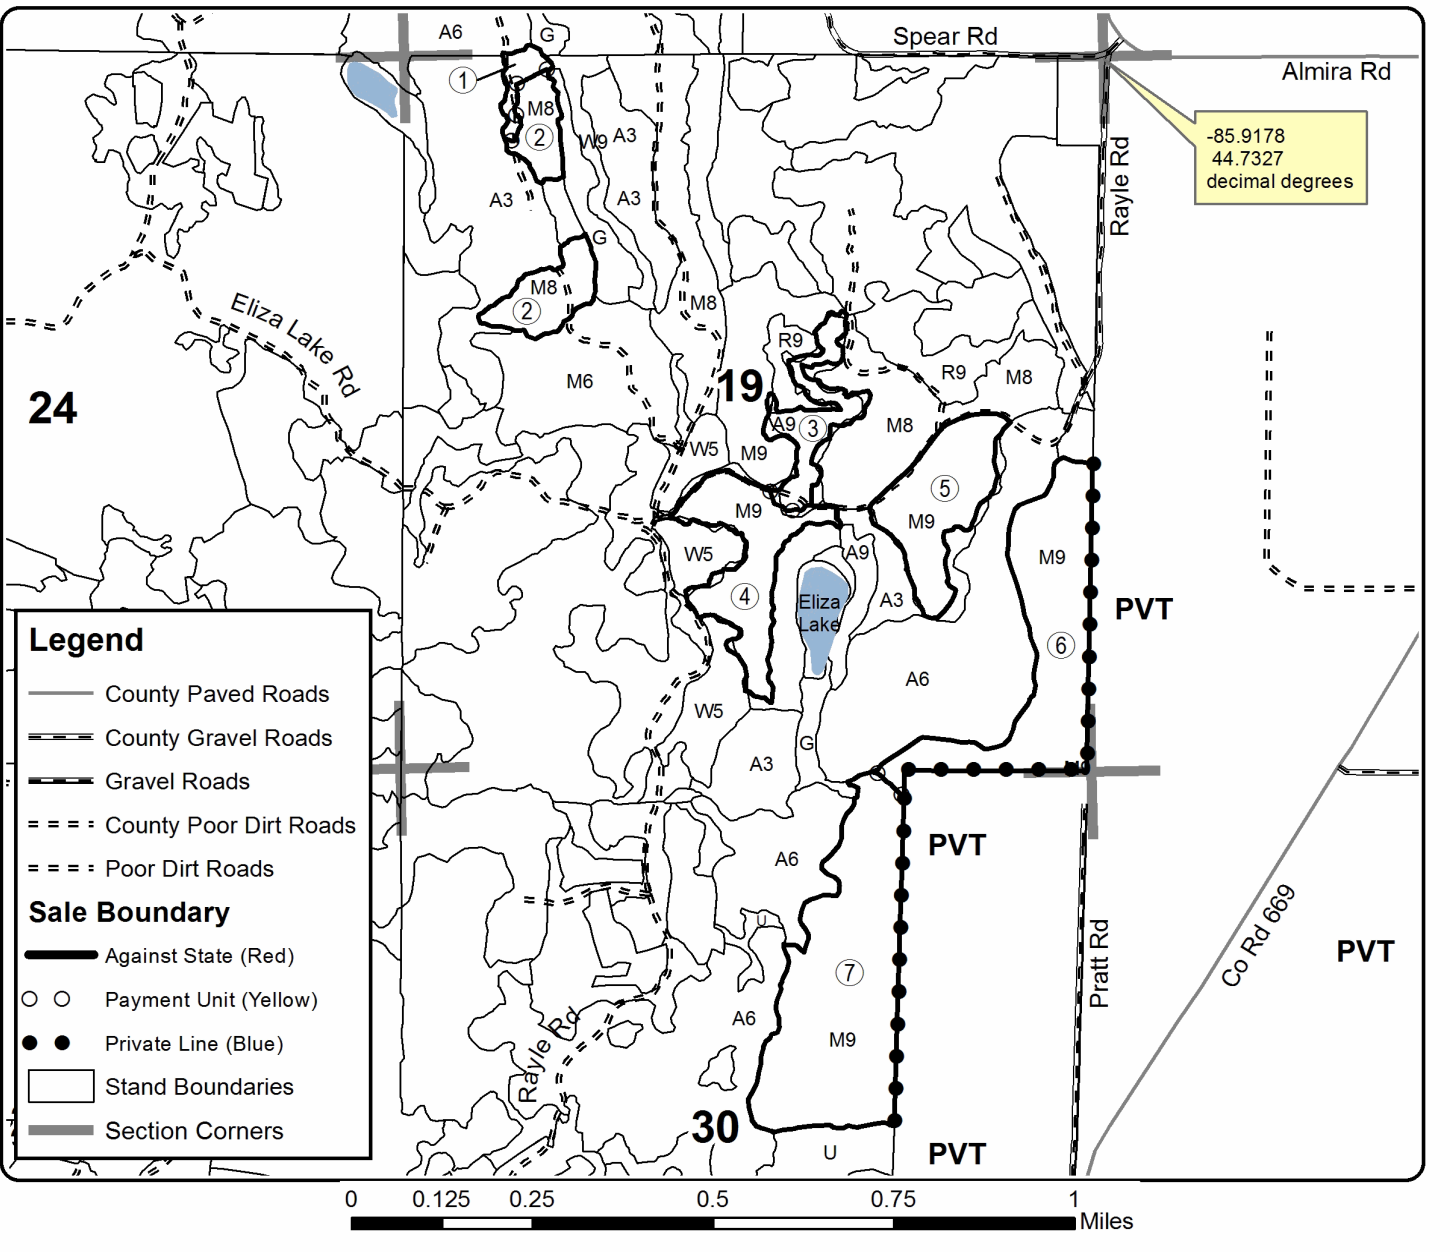 A6
G
Spear Rd
Almira Rd
1
M8
2
W9
A3
-85.9178
44.7327
decimal degrees
Rayle Rd
A3
A3
G
M8
2
M8
Eliza Lake Rd
R9
24
M6
19
R9
M8
A9
3
M8
W5
M9
5
M9
M9
W5
A9
M9
4
Eliza
Lake
A3
PVT
6
A6
W5
G
A3
PVT
A6
U
7
Co Rd 669
PVT
Pratt Rd
A6
M9
Rayle Rd
30
U
PVT
Legend
County Paved Roads
County Gravel Roads
Gravel Roads
County Poor Dirt Roads
Poor Dirt Roads
Sale Boundary
Against State (Red)
Payment Unit (Yellow)
Private Line (Blue)
Stand Boundaries
Section Corners
0 0.125 0.25 0.5 0.75 1
Miles